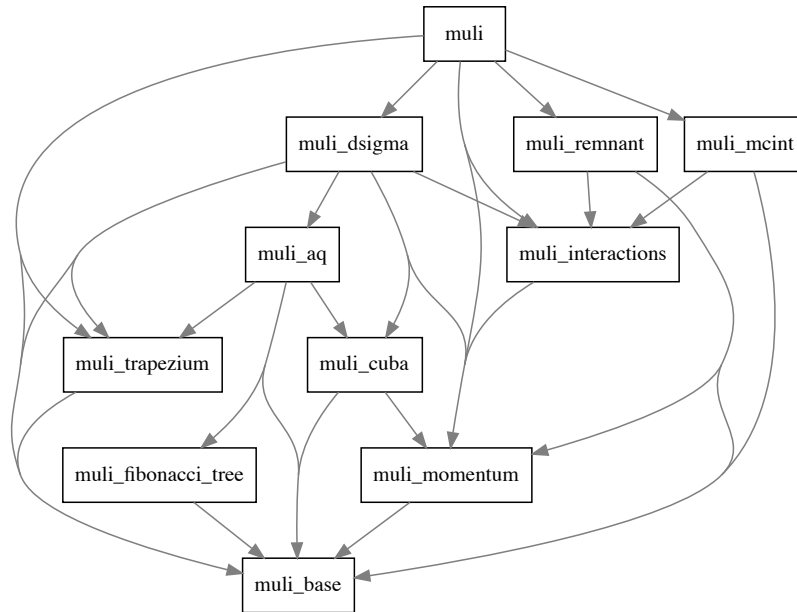 muli
muli_dsigma
muli_remnant
muli_mcint
muli_aq
muli_interactions
muli_trapezium
muli_cuba
muli_fibonacci_tree
muli_momentum
muli_base